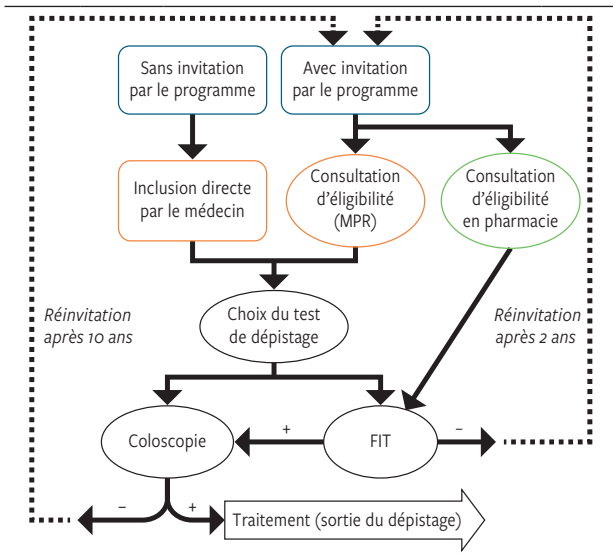 Sans invitation
par le programme
Avec invitation
par le programme
Inclusion directe
par le médecin
Consultation
d'éligibilité
(MPR)
Consultation
d'éligibilité
en pharmacie
Réinvitation
après 10 ans
Choix du test
de dépistage
Réinvitation
après 2 ans
Coloscopie
+
FIT
–
–
+
Traitement (sortie du dépistage)